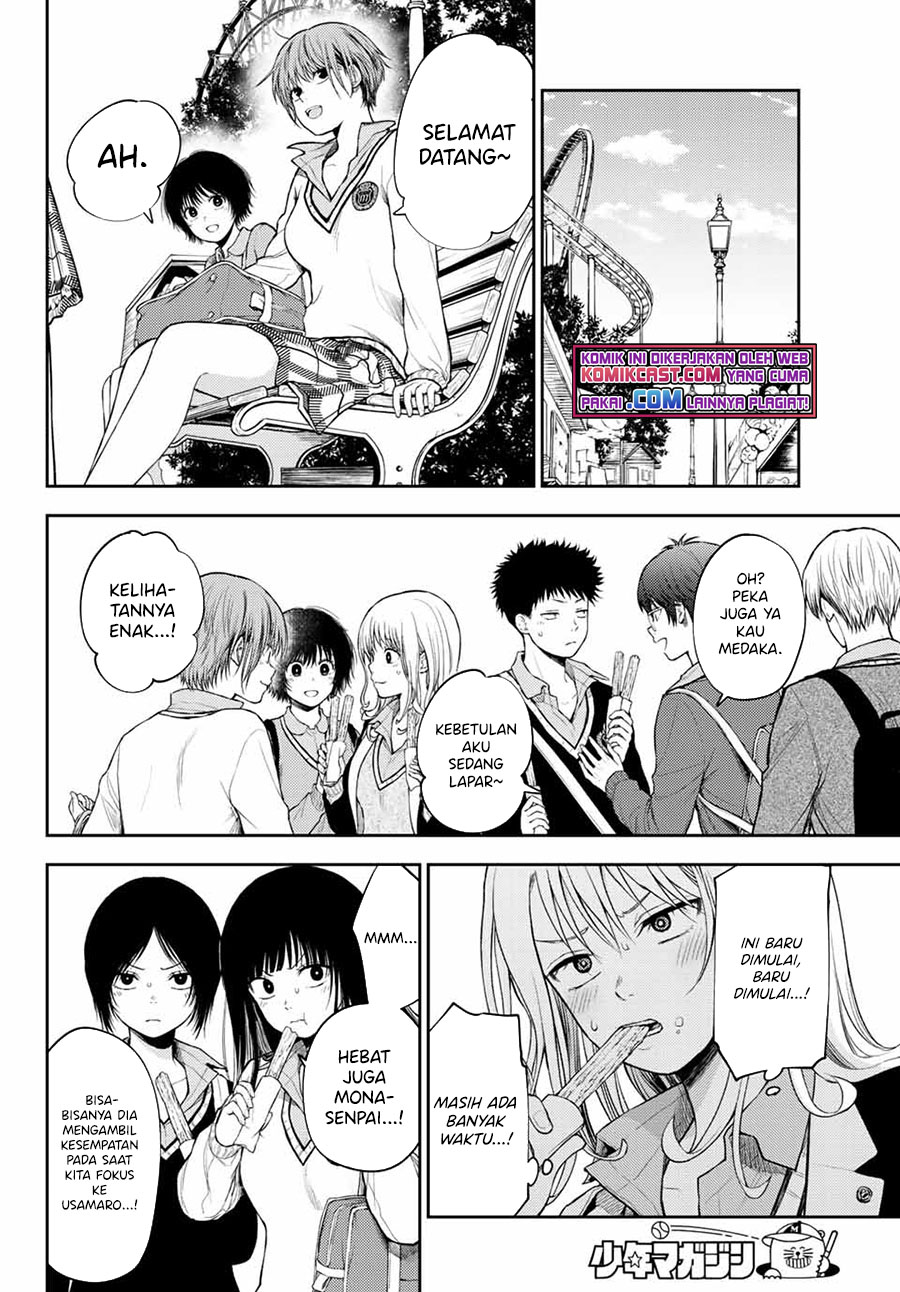 SELAMAT
DATANG~
AH.
KOMIK INI DIKERJAKAN OLEH WEB
KOMIKCAST.COM YANG CUMA
PAKAI .COM LAINNYA PLAGIAT!
OH?
PEKA
JUGA YA
KAU
MEDAKA.
KEBETULAN
AKU
SEDANG
LAPAR~
KELIHA-
TANNYA
ENAK...!
INI BARU
DIMULAI,
BARU
DIMULAI...!
MASIH ADA
BANYAK
WAKTU...!
MMM...
HEBAT
JUGA
MONA-
SENPAI...!
BISA-
BISANYA DIA
MENGAMBIL
KESEMPATAN
PADA SAAT
KITA FOKUS
KE
USAMARO...!
少年マガジン
M